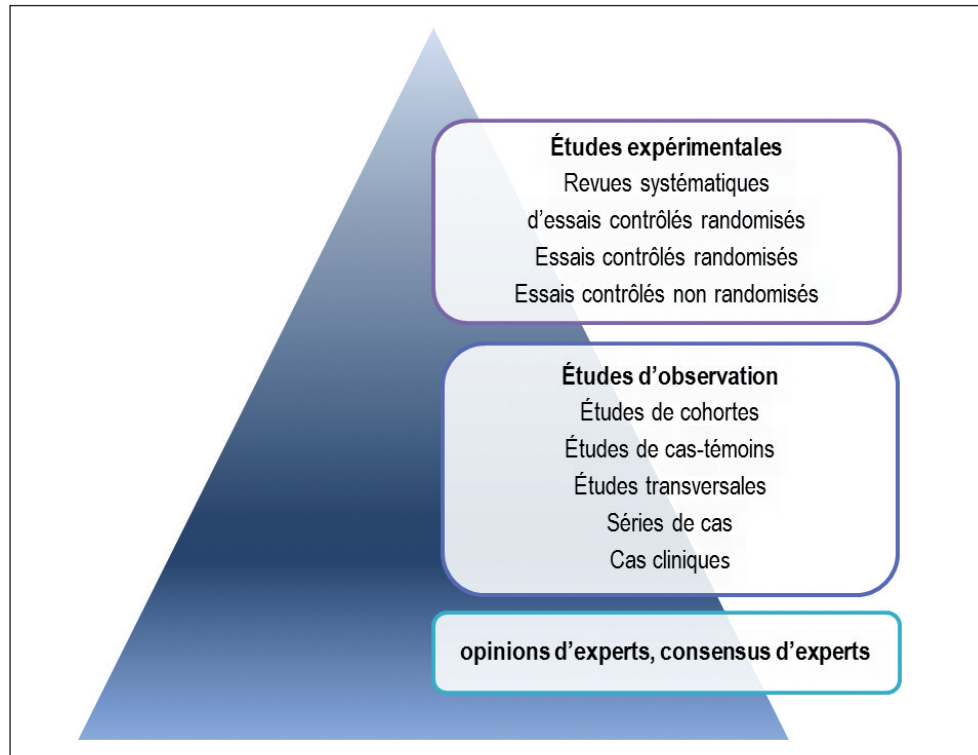 Études expérimentales
Revues systématiques
d'essais contrôlés randomisés
Essais contrôlés randomisés
Essais contrôlés non randomisés
Études d'observation
Études de cohortes
Études de cas-témoins
Études transversales
Séries de cas
Cas cliniques
opinions d'experts, consensus d'experts